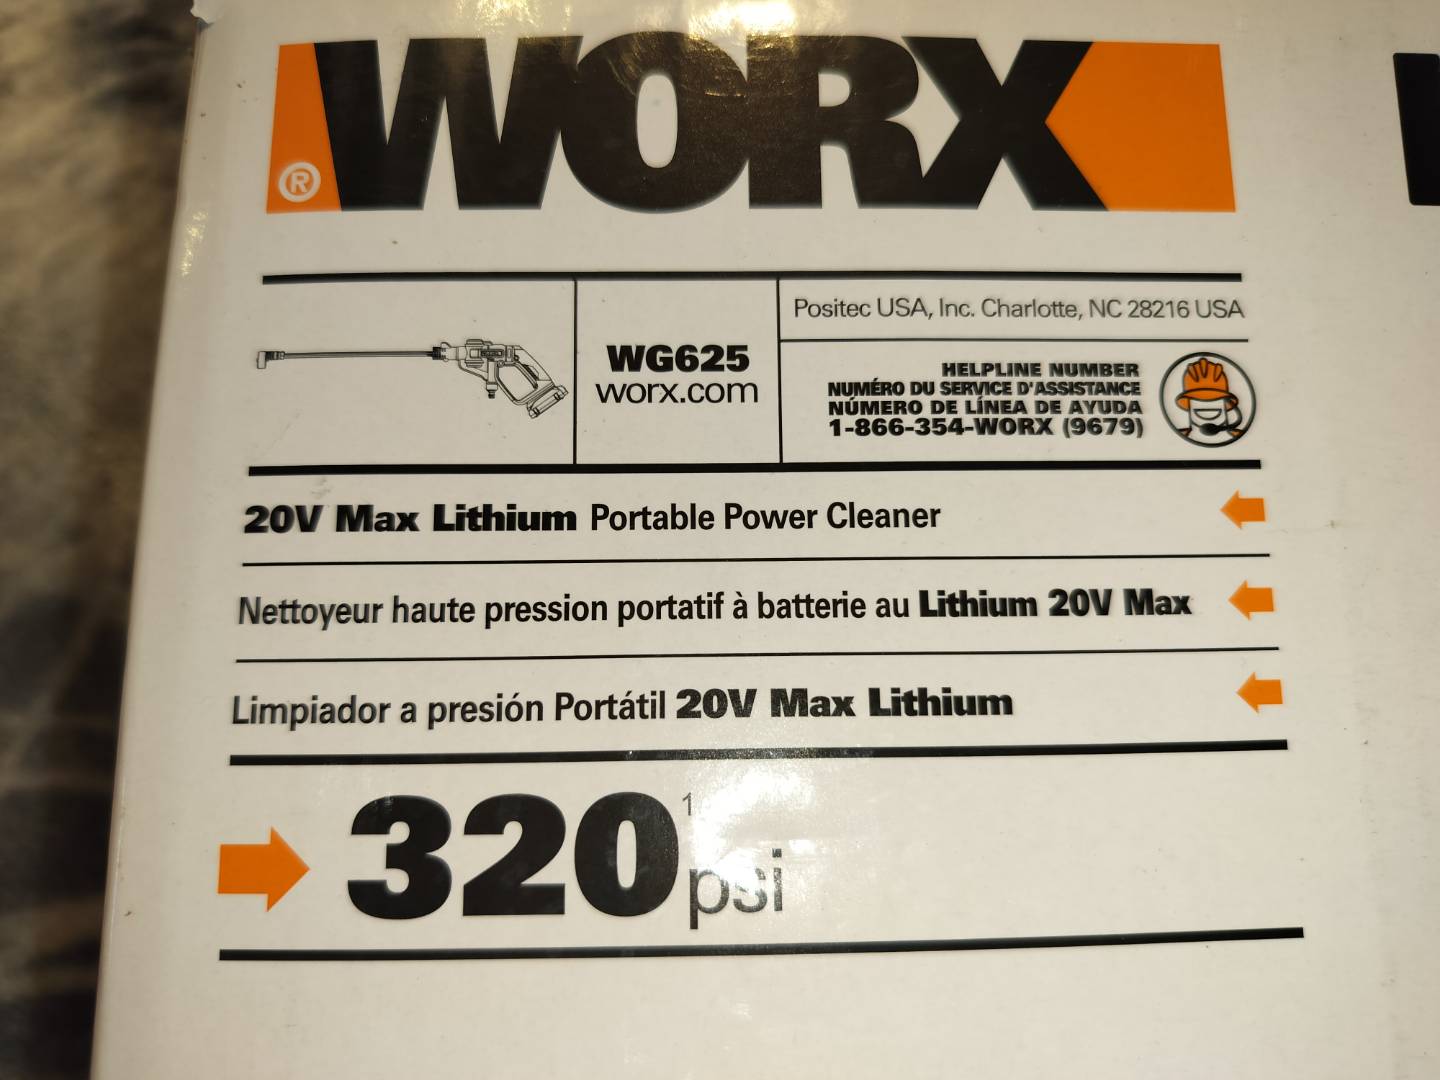 WORX
®
Positec USA, Inc. Charlotte, NC 28216 USA
WG625
worx.com
HELPLINE NUMBER
NUMÉRO DU SERVICE D'ASSISTANCE
NÚMERO DE LÍNEA DE AYUDA
1-866-354-WORX (9679)
20V Max Lithium Portable Power Cleaner
Nettoyeur haute pression portatif à batterie au Lithium 20V Max
Limpiador a presión Portátil 20V Max Lithium
320 psi 1